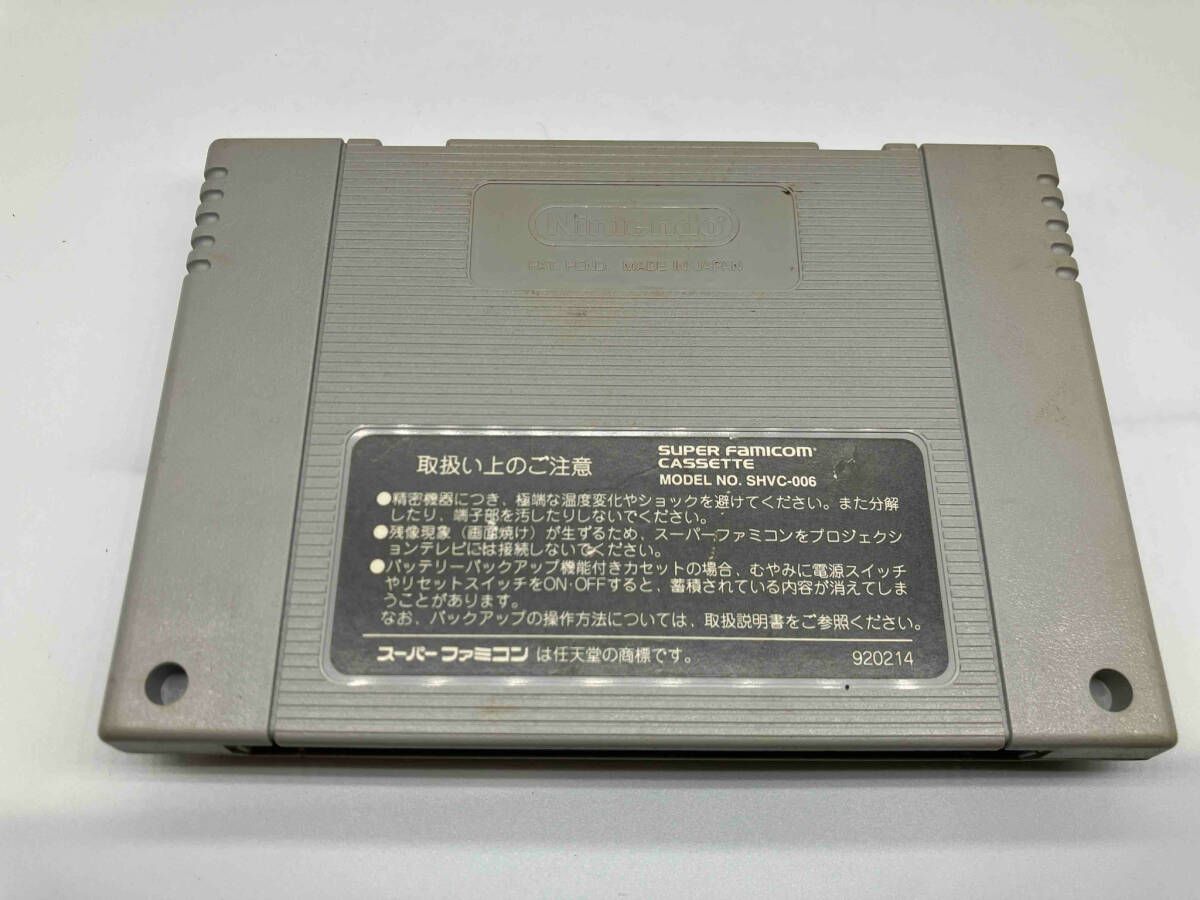 Nintendo
PAT. PEND. MADE IN JAPAN
取扱い上のご注意
SUPER FAMICOM
CASSETTE
MODEL NO. SHVC-006
●精密機器につき、極端な温度変化やショックを避けてください。また分解
したり、端子部を汚したりしないでください。
●残像現象（画面焼け）が生ずるため、スーパーファミコンをプロジェクシ
ョンテレビには接続しないでください。
●バッテリーバックアップ機能付きカセットの場合、むやみに電源スイッチ
やリセットスイッチをON·OFFすると、蓄積されている内容が消えてしま
うことがあります。
なお、バックアップの操作方法については、取扱説明書をご参照ください。
スーパーファミコン は任天堂の商標です。
920214